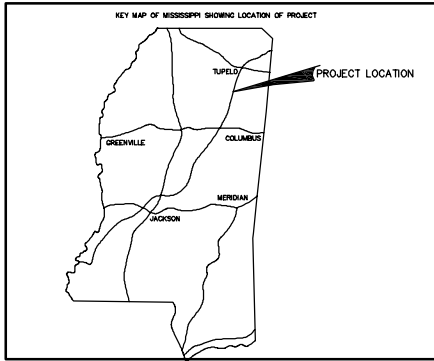 KEY MAP OF MISSISSIPPI SHOWING LOCATION OF PROJECT
TUPELO
PROJECT LOCATION
GREENVILLE
COLUMBUS
MERIDIAN
JACKSON